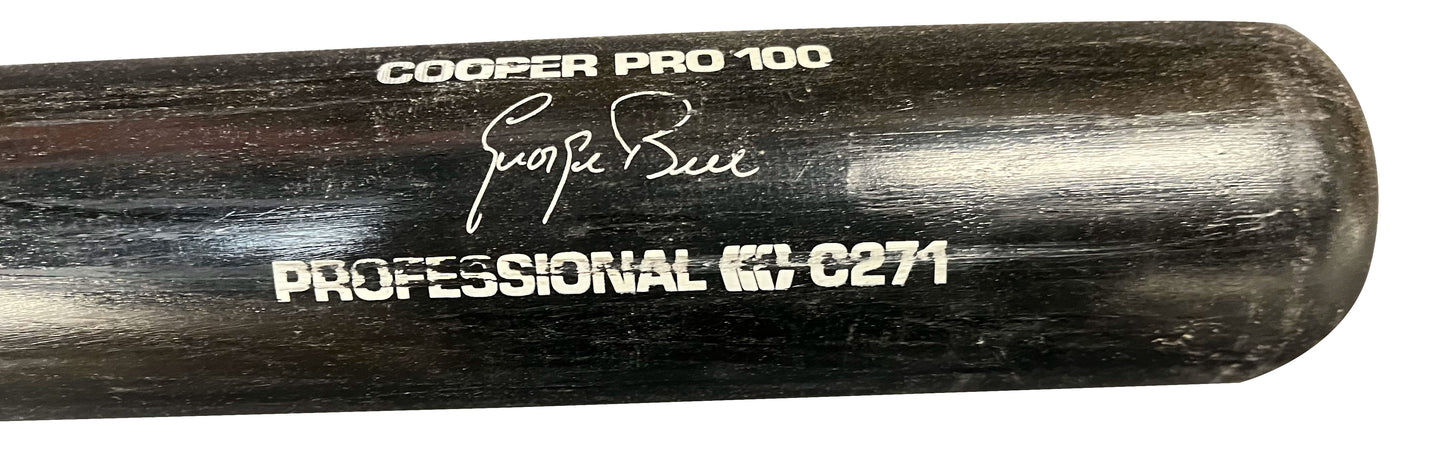 COOPER PRO 100
George Bell
PROFESSIONAL C271